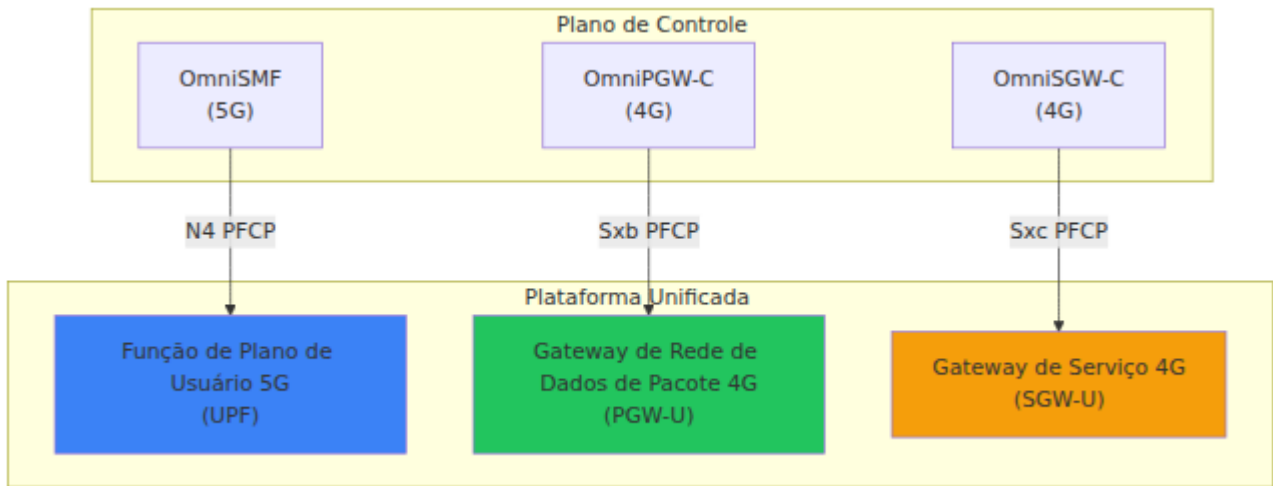 Plano de Controle
OmniSMF
(5G)
OmniPGW-C
(4G)
OmniSGW-C
(4G)
N4 PFCP
Sxb PFCP
Sxc PFCP
Plataforma Unificada
Função de Plano de
Usuário 5G
(UPF)
Gateway de Rede de
Dados de Pacote 4G
(PGW-U)
Gateway de Serviço 4G
(SGW-U)